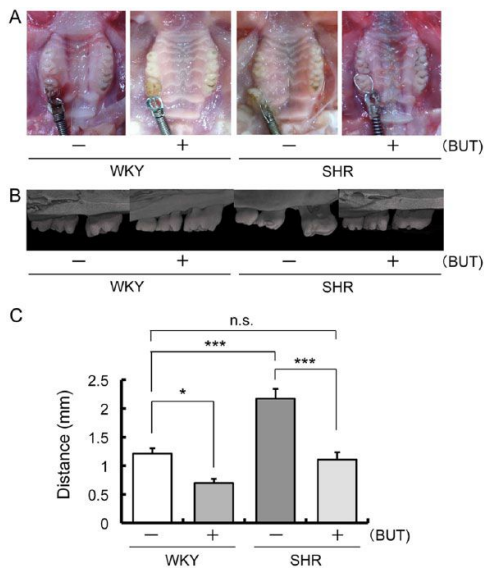 A
− + − + (BUT)
WKY SHR
B
− + − + (BUT)
WKY SHR
C
n.s.
*** ***
*
2.5
2
1.5
1
0.5
0
Distance (mm)
− + − + (BUT)
WKY SHR